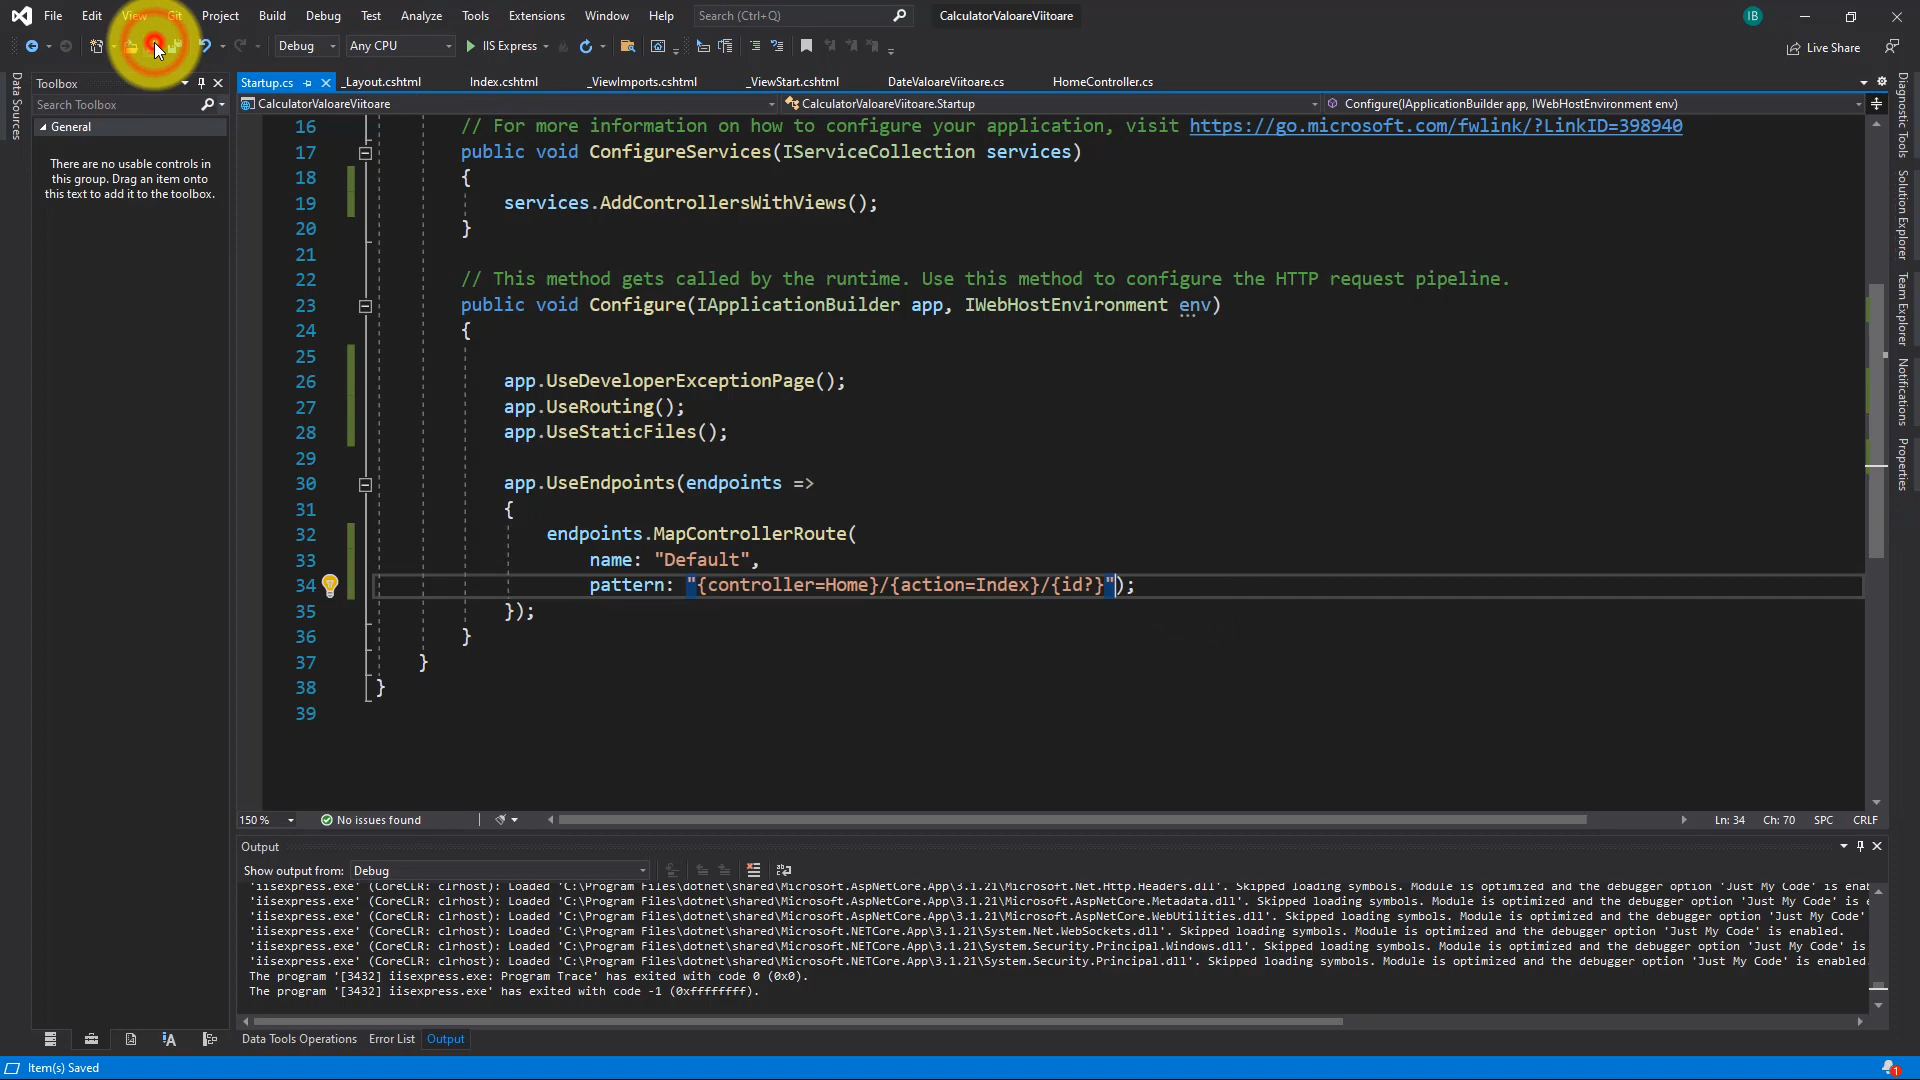 File Edit View Git Project Build Debug Test Analyze Tools Extensions Window Help Search (Ctrl+Q) CalculatorValoareViitoare IB
Debug Any CPU IIS Express Live Share
Toolbox
Startup.cs _Layout.cshtml Index.cshtml _ViewImports.cshtml _ViewStart.cshtml DateValoareViitoare.cs HomeController.cs
Search Toolbox
CalculatorValoareViitoare CalculatorValoareViitoare.Startup Configure(IApplicationBuilder app, IWebHostEnvironment env)
General
There are no usable controls in
this group. Drag an item onto
this text to add it to the toolbox.
Data Sources
16 // For more information on how to configure your application, visit https://go.microsoft.com/fwlink/?LinkID=398940
17 public void ConfigureServices(IServiceCollection services)
18 {
19 services.AddControllersWithViews();
20 }
21
22 // This method gets called by the runtime. Use this method to configure the HTTP request pipeline.
23 public void Configure(IApplicationBuilder app, IWebHostEnvironment env)
24 {
25
26 app.UseDeveloperExceptionPage();
27 app.UseRouting();
28 app.UseStaticFiles();
29
30 app.UseEndpoints(endpoints =>
31 {
32 endpoints.MapControllerRoute(
33 name: "Default",
34 pattern: "{controller=Home}/{action=Index}/{id?}");
35 });
36 }
37 }
38 }
39
Diagnostic Tools
Solution Explorer
Team Explorer
Notifications
Properties
150 % No issues found Ln: 34 Ch: 70 SPC CRLF
Output
Show output from: Debug
'iisexpress.exe' (CoreCLR: clrhost): Loaded 'C:\Program Files\dotnet\shared\Microsoft.AspNetCore.App\3.1.21\Microsoft.Net.Http.Headers.dll'. Skipped loading symbols. Module is optimized and the debugger option 'Just My Code' is enab
'iisexpress.exe' (CoreCLR: clrhost): Loaded 'C:\Program Files\dotnet\shared\Microsoft.AspNetCore.App\3.1.21\Microsoft.AspNetCore.Metadata.dll'. Skipped loading symbols. Module is optimized and the debugger option 'Just My Code' is e
'iisexpress.exe' (CoreCLR: clrhost): Loaded 'C:\Program Files\dotnet\shared\Microsoft.AspNetCore.App\3.1.21\Microsoft.AspNetCore.WebUtilities.dll'. Skipped loading symbols. Module is optimized and the debugger option 'Just My Code'
'iisexpress.exe' (CoreCLR: clrhost): Loaded 'C:\Program Files\dotnet\shared\Microsoft.NETCore.App\3.1.21\System.Net.WebSockets.dll'. Skipped loading symbols. Module is optimized and the debugger option 'Just My Code' is enabled.
'iisexpress.exe' (CoreCLR: clrhost): Loaded 'C:\Program Files\dotnet\shared\Microsoft.NETCore.App\3.1.21\System.Security.Principal.Windows.dll'. Skipped loading symbols. Module is optimized and the debugger option 'Just My Code' is
'iisexpress.exe' (CoreCLR: clrhost): Loaded 'C:\Program Files\dotnet\shared\Microsoft.NETCore.App\3.1.21\System.Security.Principal.dll'. Skipped loading symbols. Module is optimized and the debugger option 'Just My Code' is enabled.
The program '[3432] iisexpress.exe: Program Trace' has exited with code 0 (0x0).
The program '[3432] iisexpress.exe' has exited with code -1 (0xffffffff).
Data Tools Operations Error List Output
Item(s) Saved 1